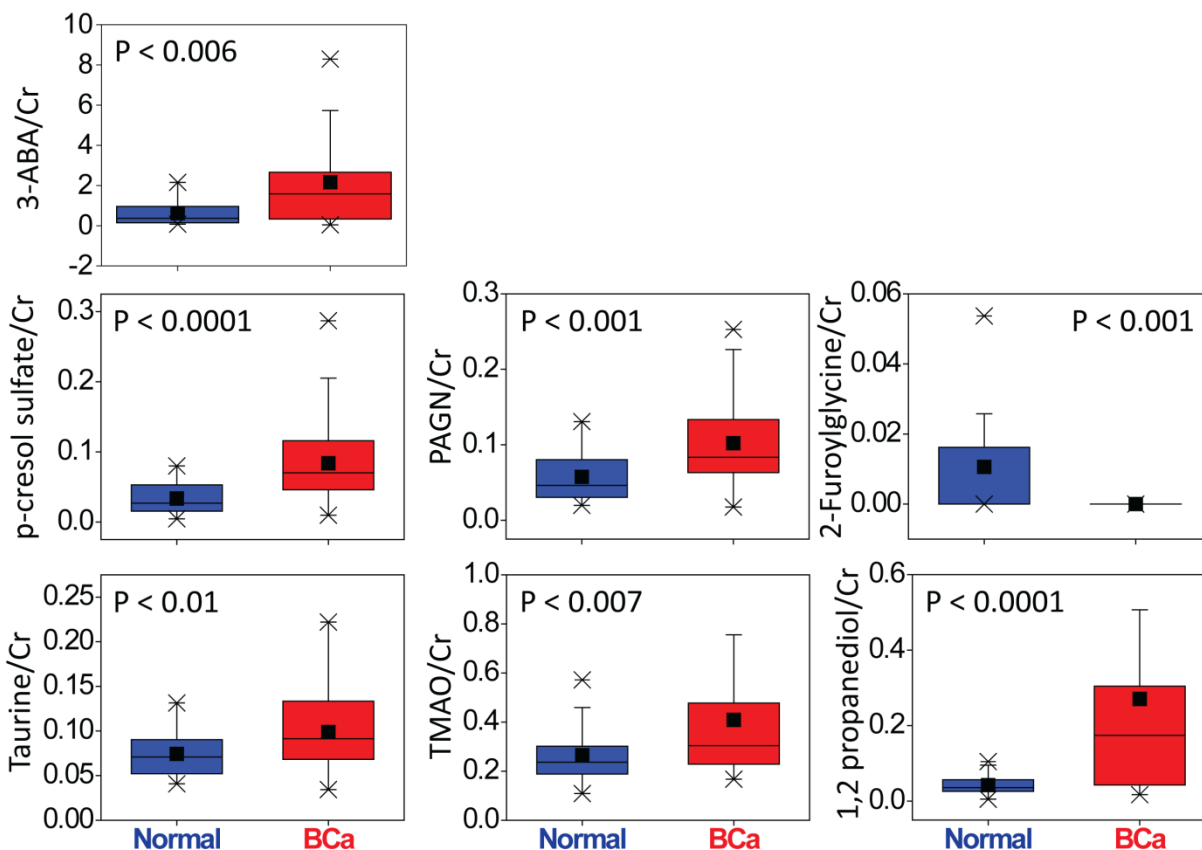 3-ABA/Cr
10
8
6
4
2
0
-2
P < 0.006
p-cresol sulfate/Cr
0.3
0.2
0.1
0.0
P < 0.0001
PAGN/Cr
0.3
0.2
0.1
0.0
P < 0.001
2-Furoylglycine/Cr
0.06
0.04
0.02
0.00
P < 0.001
Taurine/Cr
0.25
0.20
0.15
0.10
0.05
0.00
P < 0.01
Normal BCa
TMAO/Cr
1.0
0.8
0.6
0.4
0.2
0.0
P < 0.007
Normal BCa
1,2 propanediol/Cr
0.6
0.4
0.2
0.0
P < 0.0001
Normal BCa